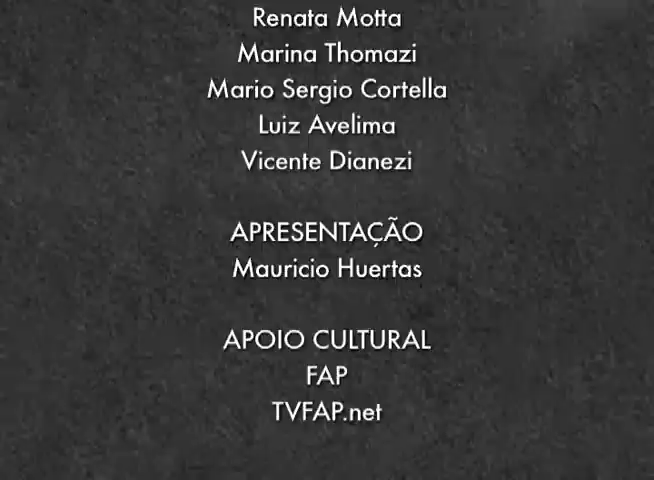 Renata Motta
Marina Thomazi
Mario Sergio Cortella
Luiz Avelima
Vicente Dianezi
APRESENTAÇÃO
Mauricio Huertas
APOIO CULTURAL
FAP
TVFAP.net